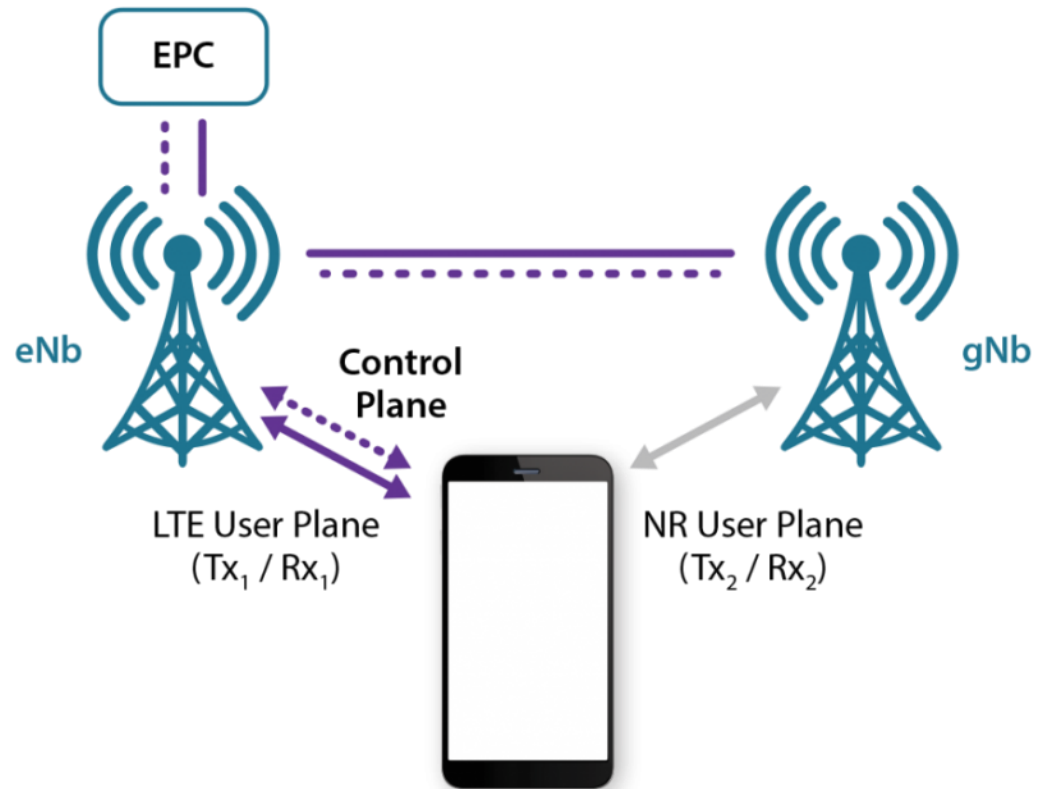 EPC
eNb
gNb
Control
Plane
LTE User Plane
(Tx₁ / Rx₁)
NR User Plane
(Tx₂ / Rx₂)